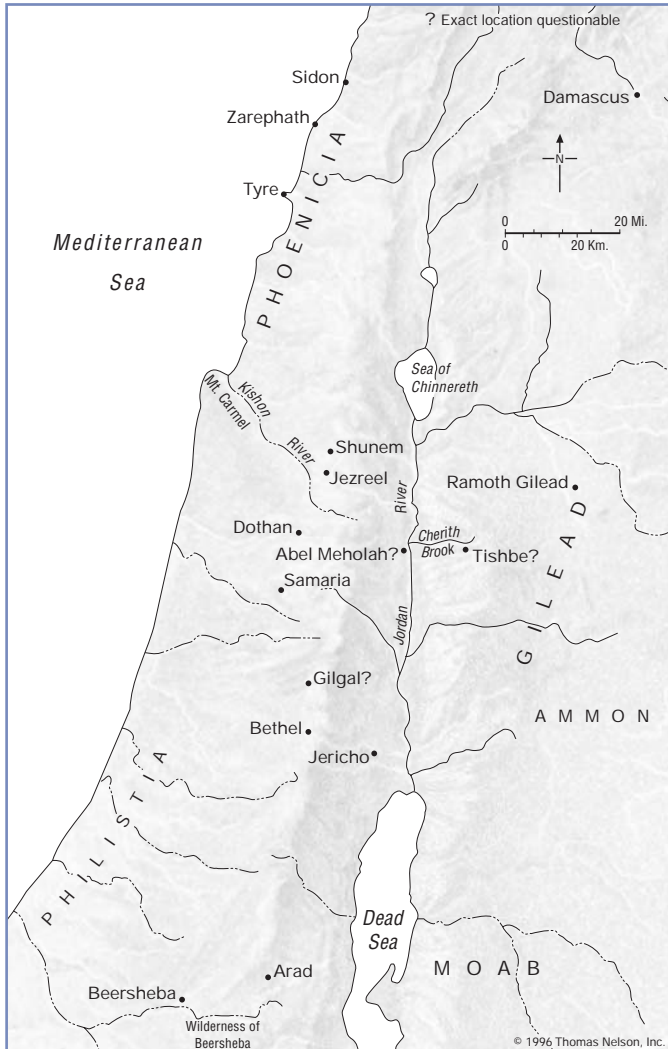 ? Exact location questionable
Sidon
Damascus
Zarephath
N
Tyre
PHOENICIA
0 20 Mi.
0 20 Km.
Mediterranean
Sea
Sea of
Chinnereth
Mt. Carmel
Kishon
River
Shunem
Jezreel
Ramoth Gilead
River
Dothan
Cherith
Brook
Abel Meholah?
Tishbe?
Samaria
Jordan
GILEAD
Gilgal?
AMMON
Bethel
Jericho
PHILISTIA
Dead
Sea
MOAB
Arad
Beersheba
Wilderness of
Beersheba
© 1996 Thomas Nelson, Inc.